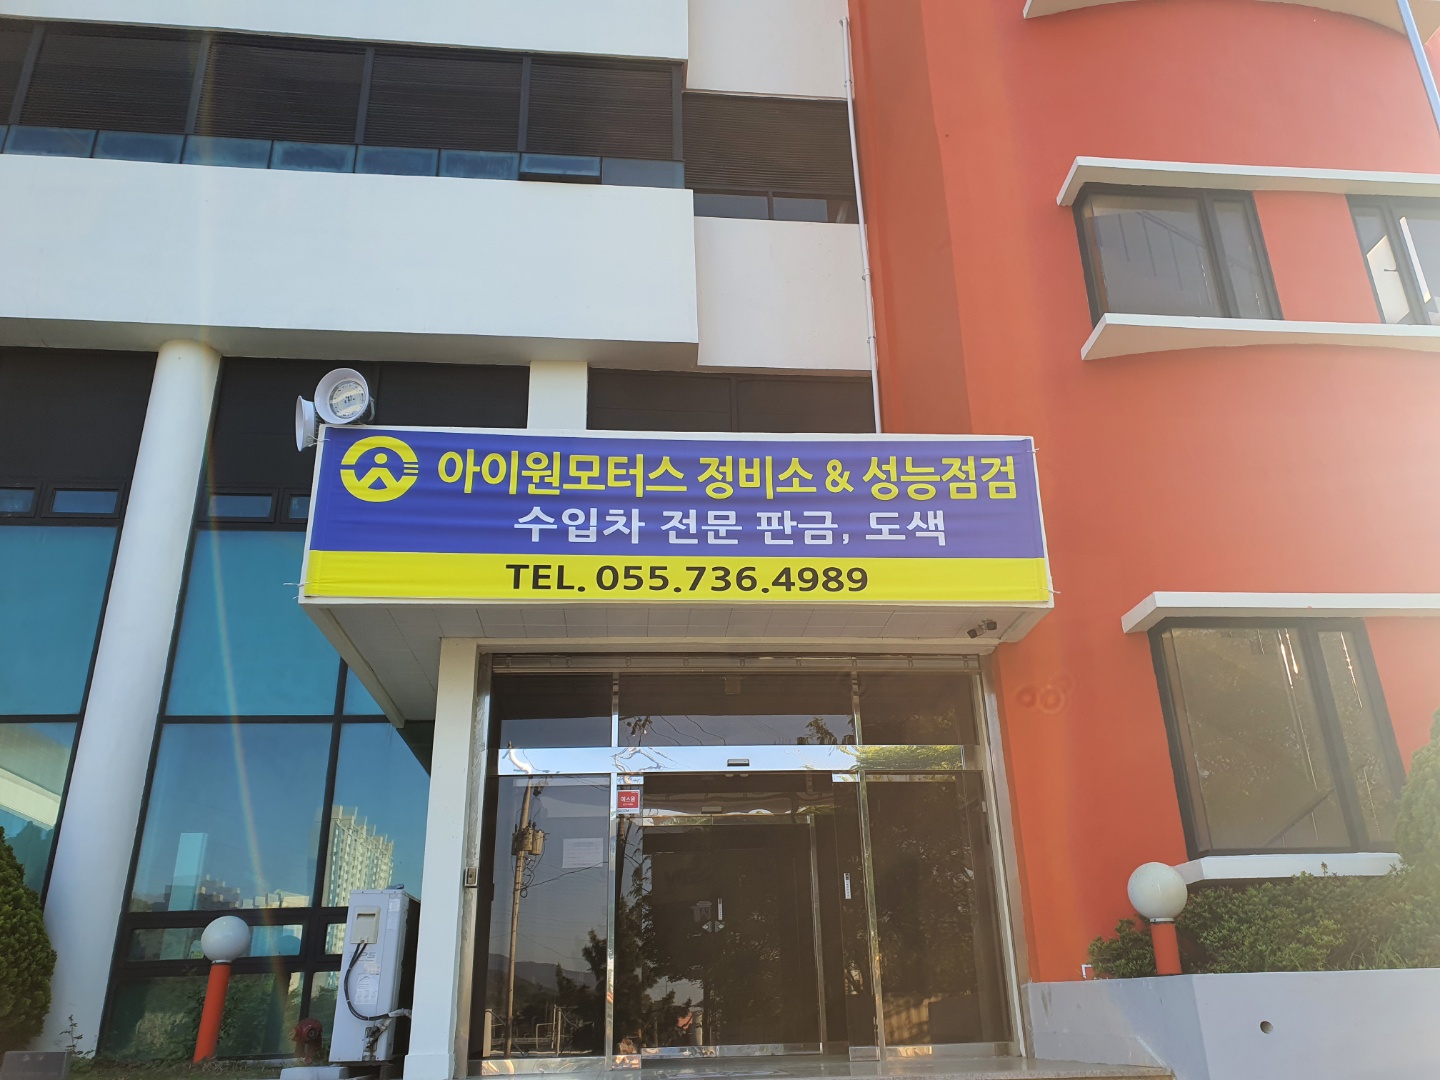 아이원모터스 정비소 & 성능점검
수입차 전문 판금, 도색
TEL. 055.736.4989